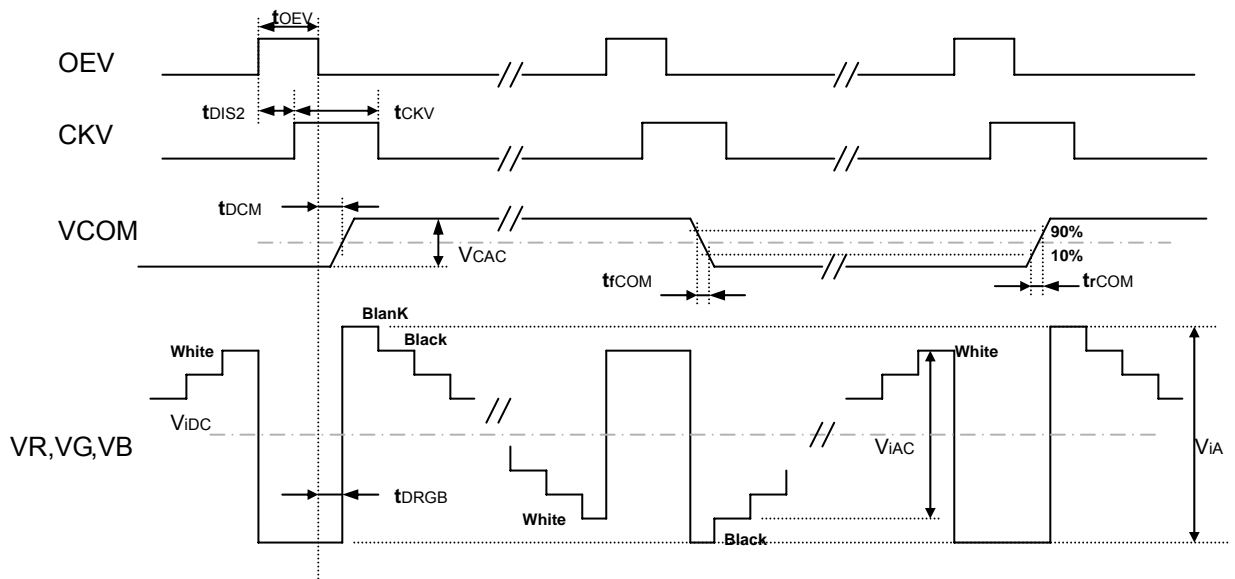 tOEV
OEV
tDIS2
tCKV
CKV
tDCM
VCOM
VCAC
90%
10%
tfCOM
trCOM
BlanK
Black
White
White
ViDC
VR,VG,VB
ViAC
ViA
tDRGB
White
Black